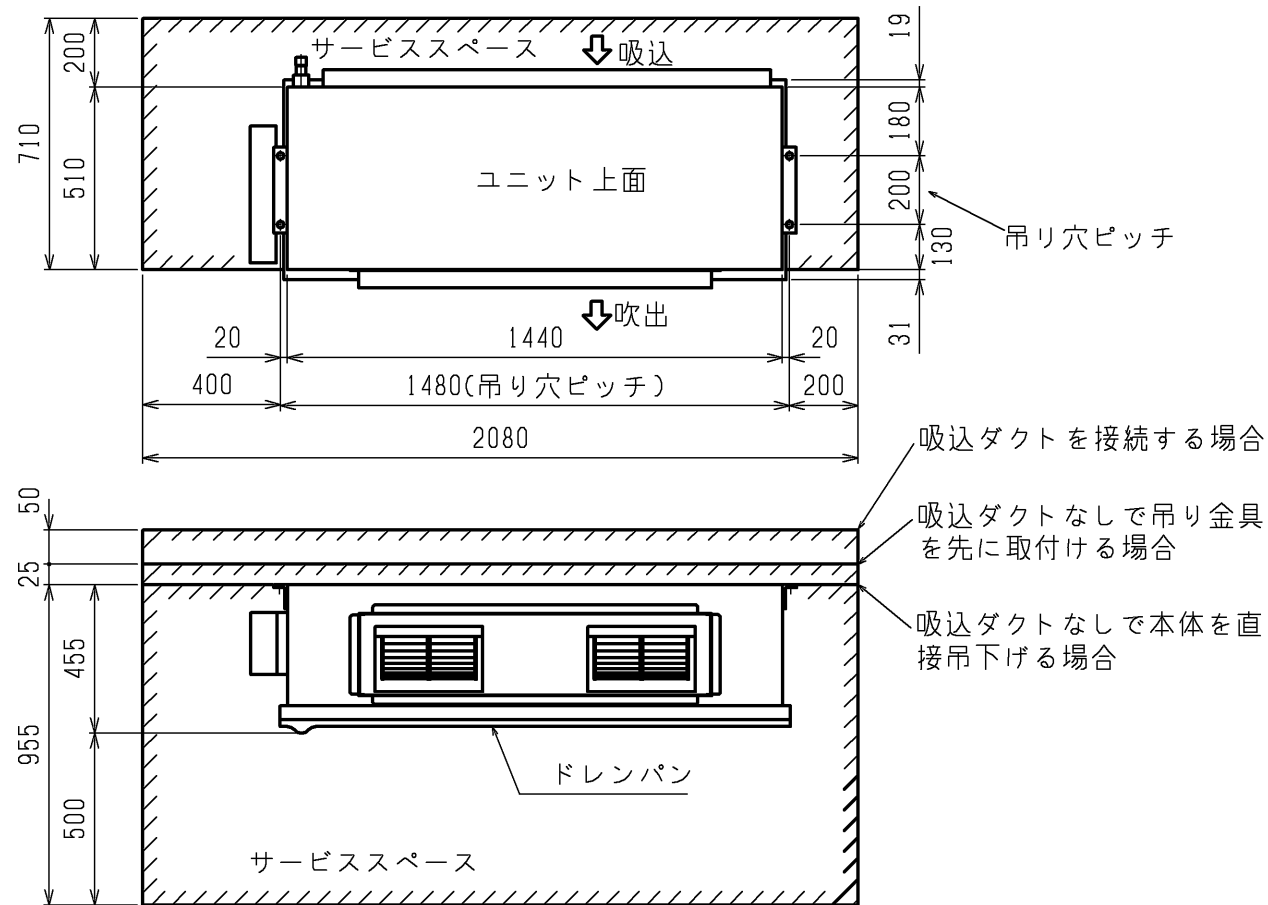 サービススペース
吸込
19
200
180
710
510
ユニット上面
200
吊り穴ピッチ
130
吹出
31
20
1440
20
400
1480(吊り穴ピッチ)
200
2080
吸込ダクトを接続する場合
50
吸込ダクトなしで吊り金具
を先に取付ける場合
25
吸込ダクトなしで本体を直
接吊下げる場合
455
955
ドレンパン
500
サービススペース